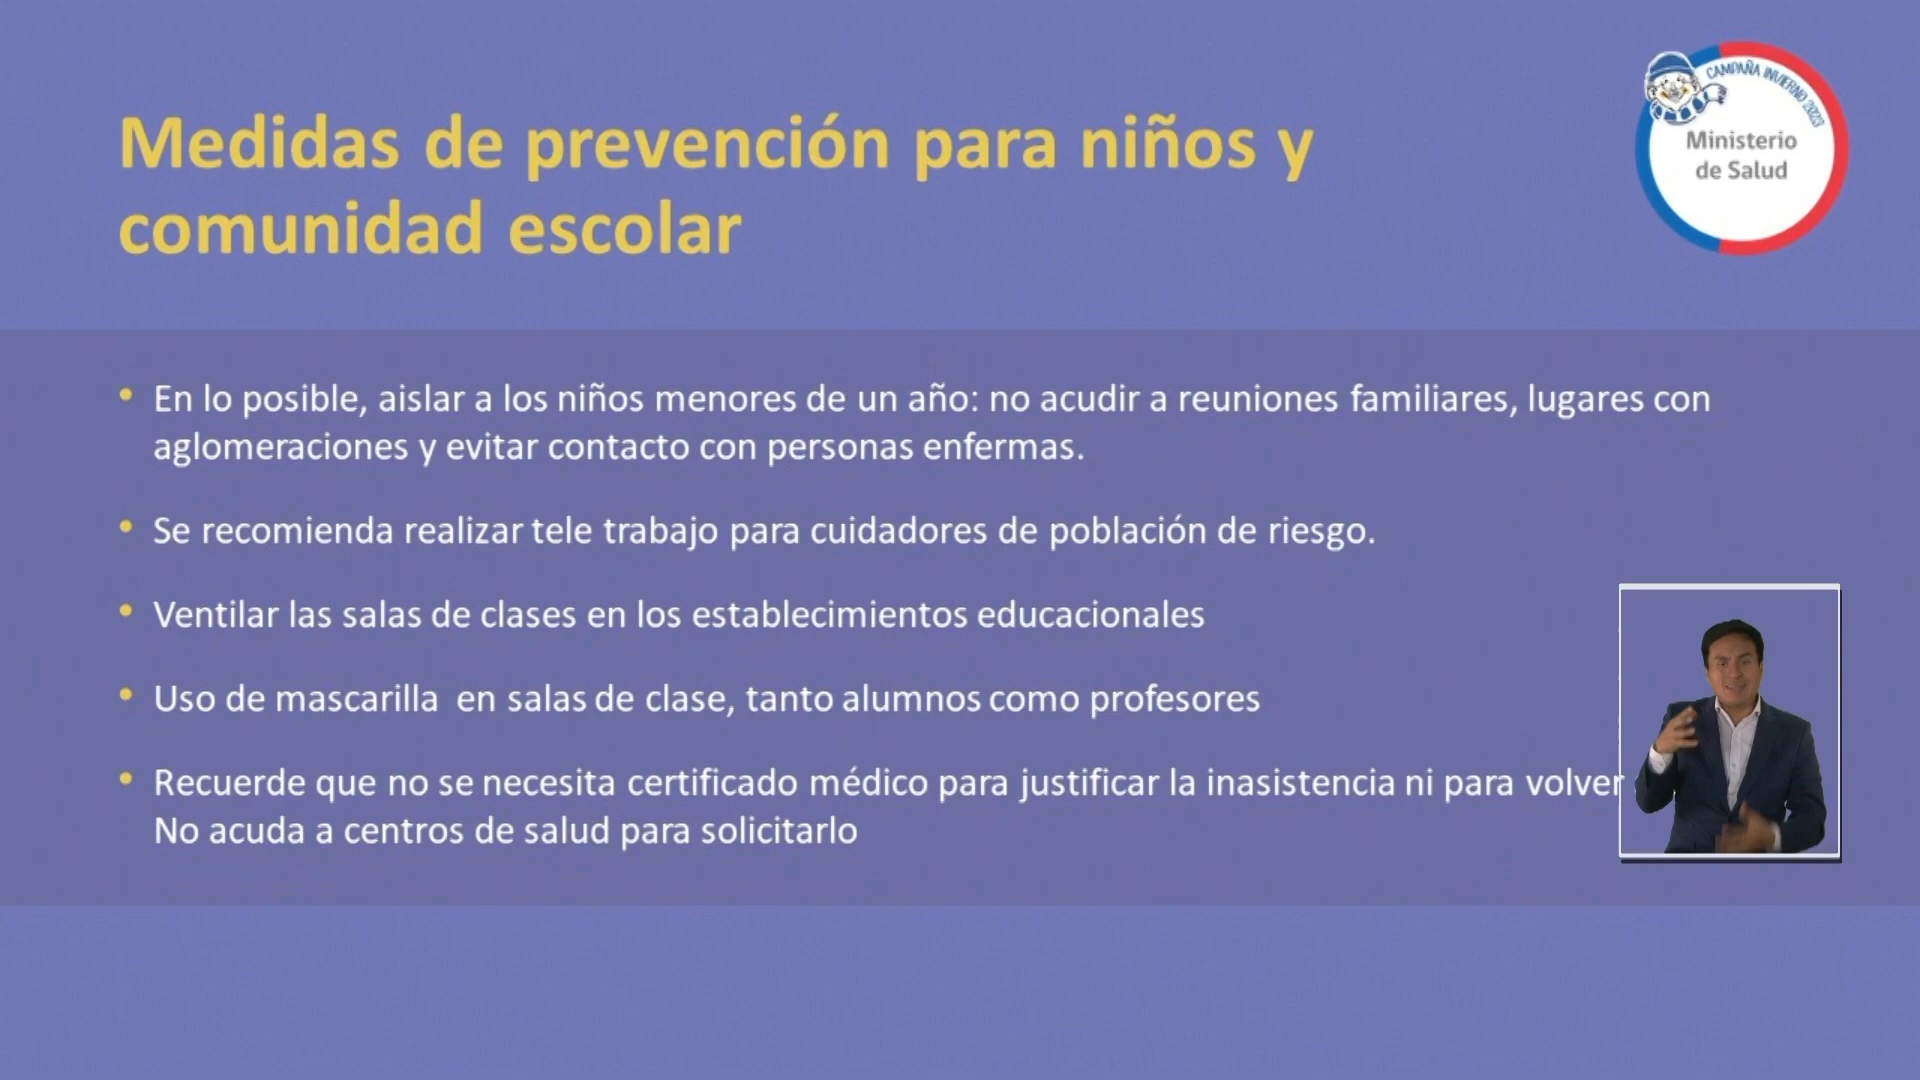 CAMPAÑA INVIERNO 2023
Ministerio
de Salud
Medidas de prevención para niños y
comunidad escolar
• En lo posible, aislar a los niños menores de un año: no acudir a reuniones familiares, lugares con
aglomeraciones y evitar contacto con personas enfermas.
• Se recomienda realizar tele trabajo para cuidadores de población de riesgo.
• Ventilar las salas de clases en los establecimientos educacionales
• Uso de mascarilla en salas de clase, tanto alumnos como profesores
• Recuerde que no se necesita certificado médico para justificar la inasistencia ni para volver
No acuda a centros de salud para solicitarlo